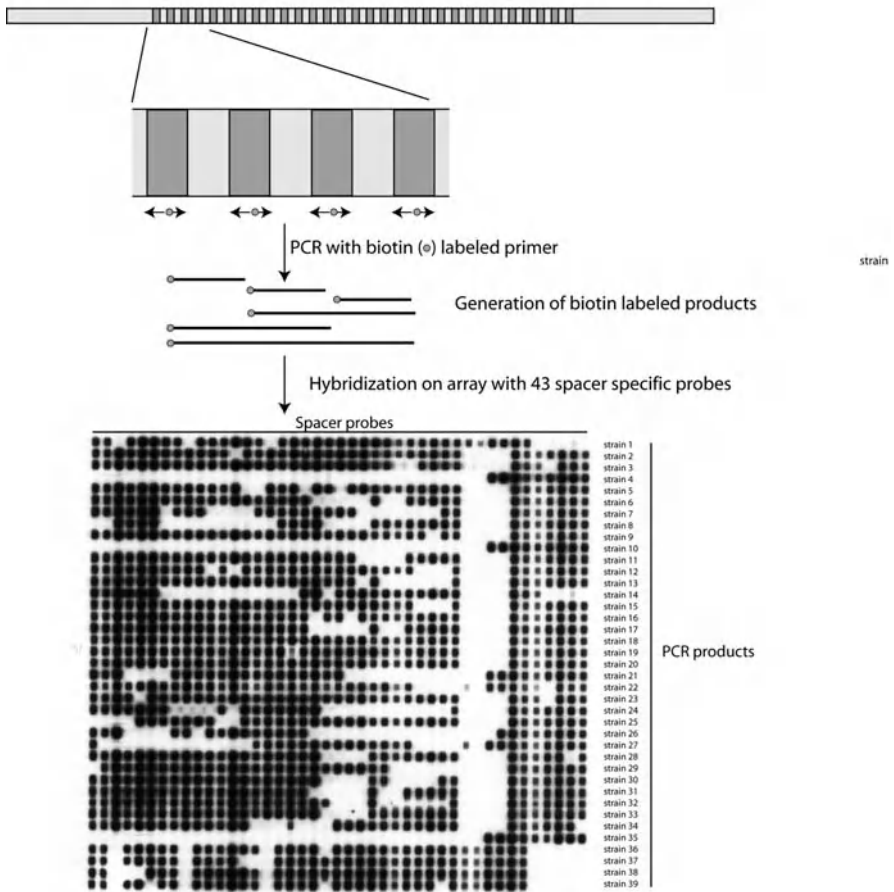 PCR with biotin ( ) labeled primer
strain
Generation of biotin labeled products
Hybridization on array with 43 spacer specific probes
Spacer probes
strain 1
strain 2
strain 3
strain 4
strain 5
strain 6
strain 7
strain 8
strain 9
strain 10
strain 11
strain 12
strain 13
strain 14
strain 15
strain 16
strain 17
strain 18
strain 19
strain 20
strain 21
strain 22
strain 23
strain 24
strain 25
strain 26
strain 27
strain 28
strain 29
strain 30
strain 31
strain 32
strain 33
strain 34
strain 35
strain 36
strain 37
strain 38
strain 39
PCR products